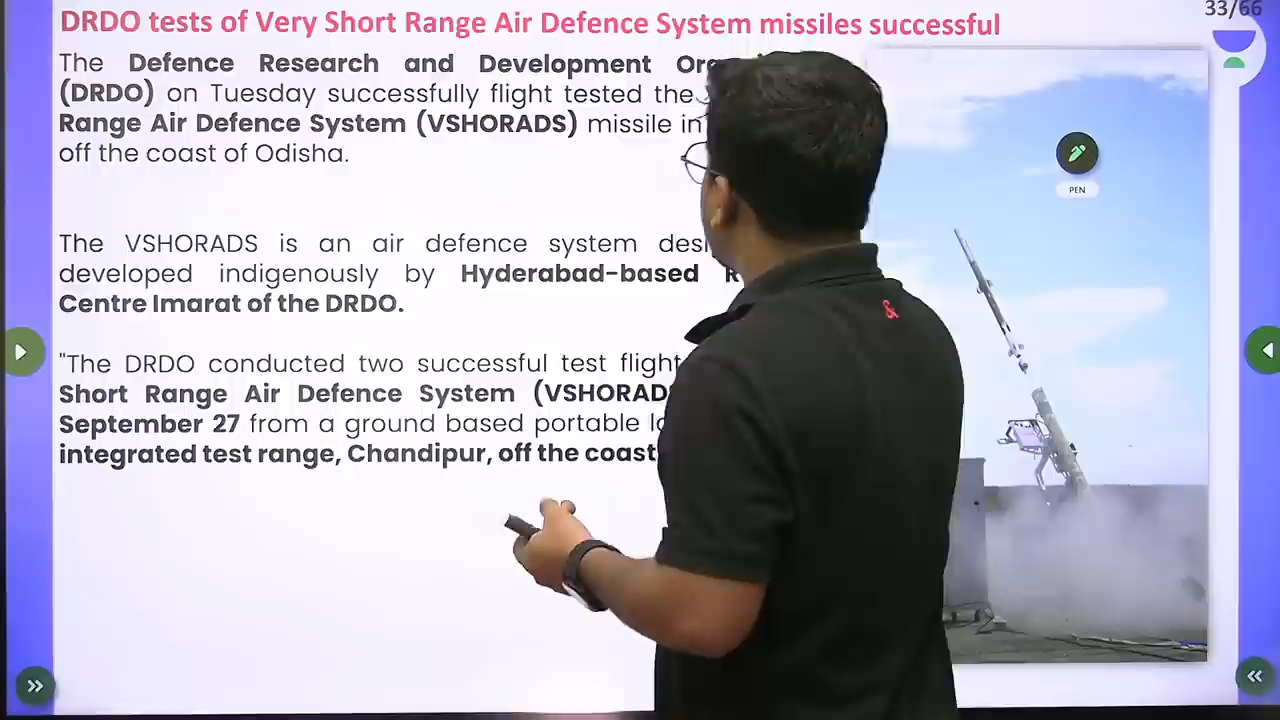 DRDO tests of Very Short Range Air Defence System missiles successful
33/66
The Defence Research and Development
(DRDO) on Tuesday successfully flight tested the
Range Air Defence System (VSHORADS) missile in
off the coast of Odisha.
The VSHORADS is an air defence system
developed indigenously by Hyderabad-based
Centre Imarat of the DRDO.
"The DRDO conducted two successful test
Short Range Air Defence System
September 27 from a ground based portable
integrated test range, Chandipur, off the coast
PEN
&